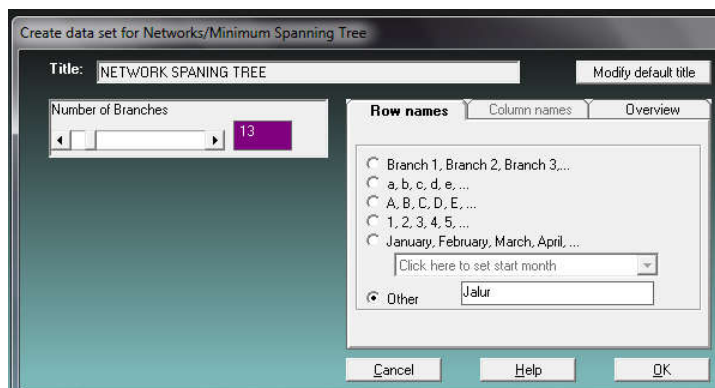 Create data set for Networks/Minimum Spanning Tree
Title: NETWORK SPANING TREE
Modify default title
Number of Branches
13
Row names
Column names
Overview
Branch 1, Branch 2, Branch 3,...
a, b, c, d, e, ...
A, B, C, D, E, ...
1, 2, 3, 4, 5, ...
January, February, March, April, ...
Click here to set start month
Other
Jalur
Cancel
Help
OK